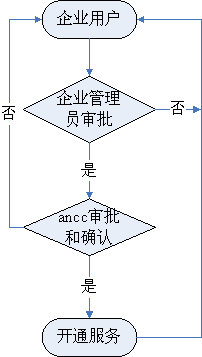 企业用户
企业管理
员审批
否
否
是
ancc审批
和确认
是
开通服务